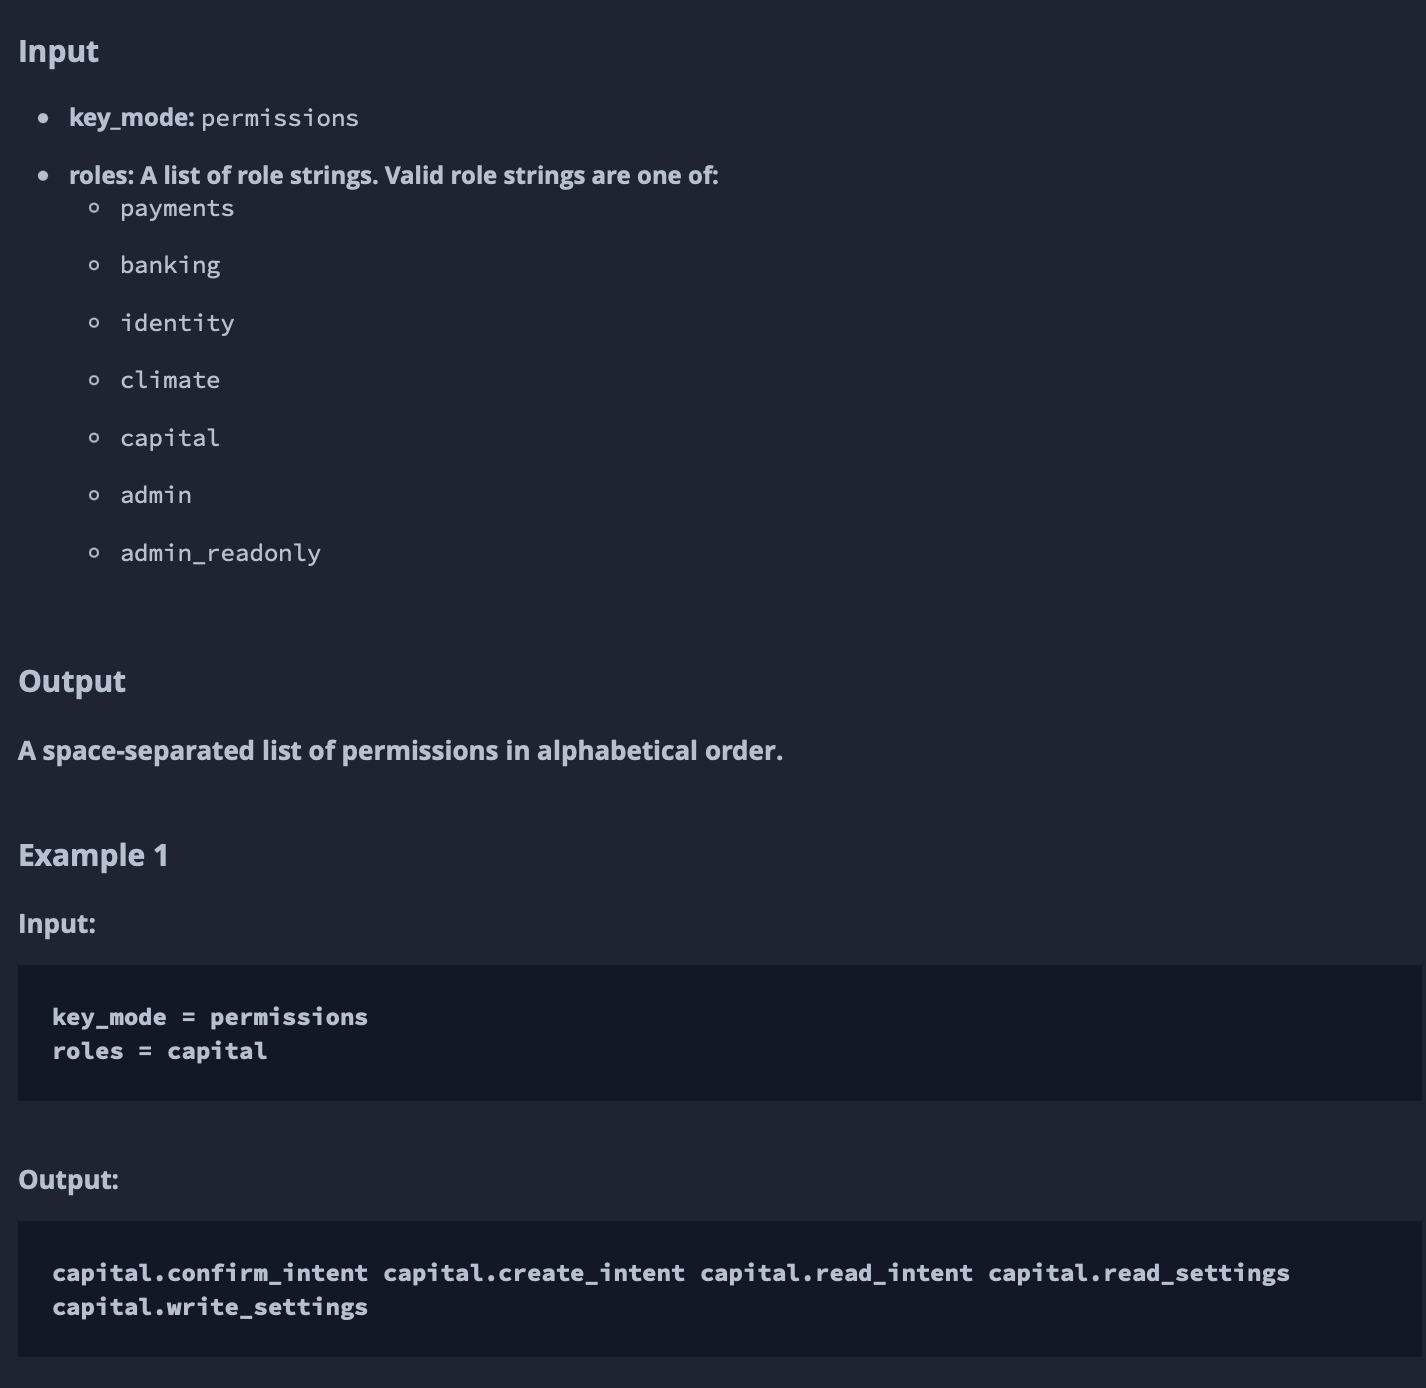 Input
key_mode: permissions
roles: A list of role strings. Valid role strings are one of:
payments
banking
identity
climate
capital
admin
admin_readonly
Output
A space-separated list of permissions in alphabetical order.
Example 1
Input:
key_mode = permissions
roles = capital
Output:
capital.confirm_intent capital.create_intent capital.read_intent capital.read_settings
capital.write_settings